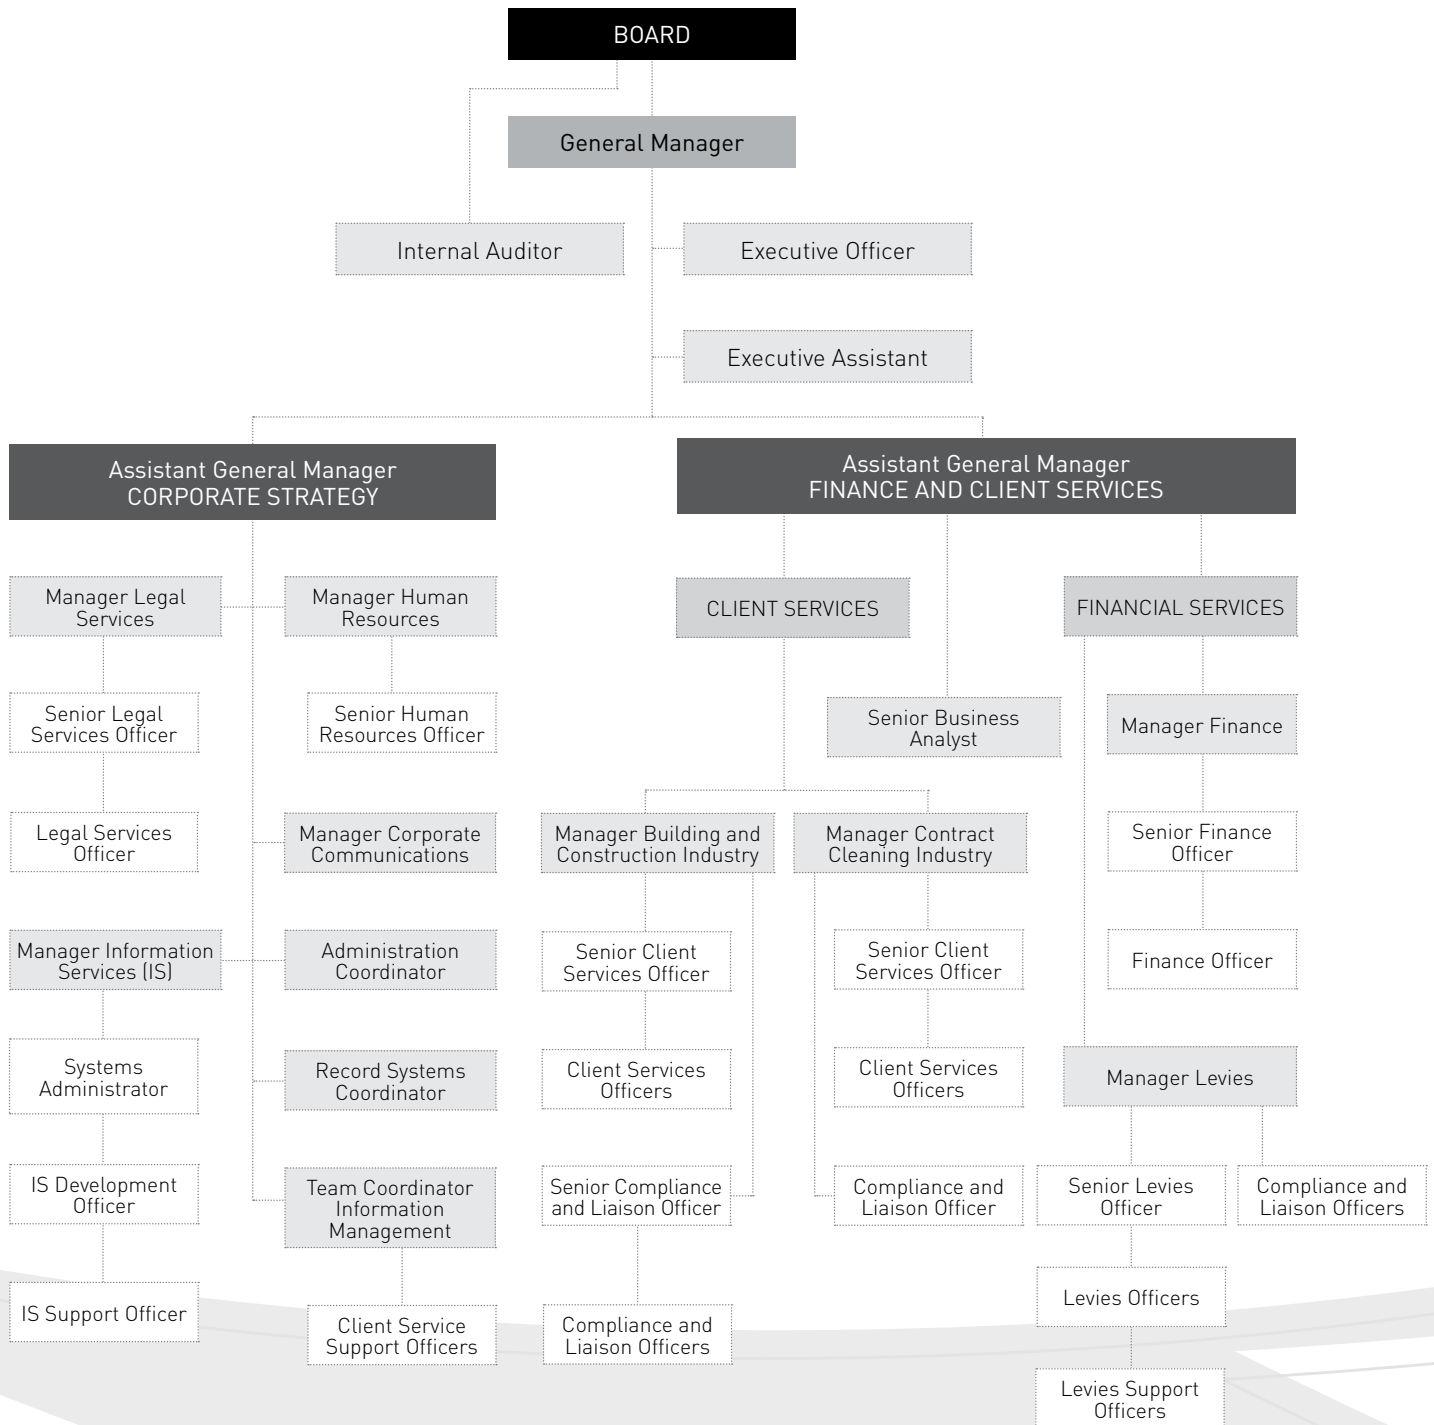 BOARD
General Manager
Internal Auditor
Executive Officer
Executive Assistant
Assistant General Manager
CORPORATE STRATEGY
Assistant General Manager
FINANCE AND CLIENT SERVICES
Manager Legal
Services
Manager Human
Resources
CLIENT SERVICES
FINANCIAL SERVICES
Senior Legal
Services Officer
Senior Human
Resources Officer
Senior Business
Analyst
Manager Finance
Legal Services
Officer
Manager Corporate
Communications
Manager Building and
Construction Industry
Manager Contract
Cleaning Industry
Senior Finance
Officer
Manager Information
Services (IS)
Administration
Coordinator
Senior Client
Services Officer
Senior Client
Services Officer
Finance Officer
Systems
Administrator
Record Systems
Coordinator
Client Services
Officers
Client Services
Officers
Manager Levies
IS Development
Officer
Team Coordinator
Information
Management
Senior Compliance
and Liaison Officer
Compliance and
Liaison Officer
Senior Levies
Officer
Compliance and
Liaison Officers
IS Support Officer
Client Service
Support Officers
Compliance and
Liaison Officers
Levies Officers
Levies Support
Officers